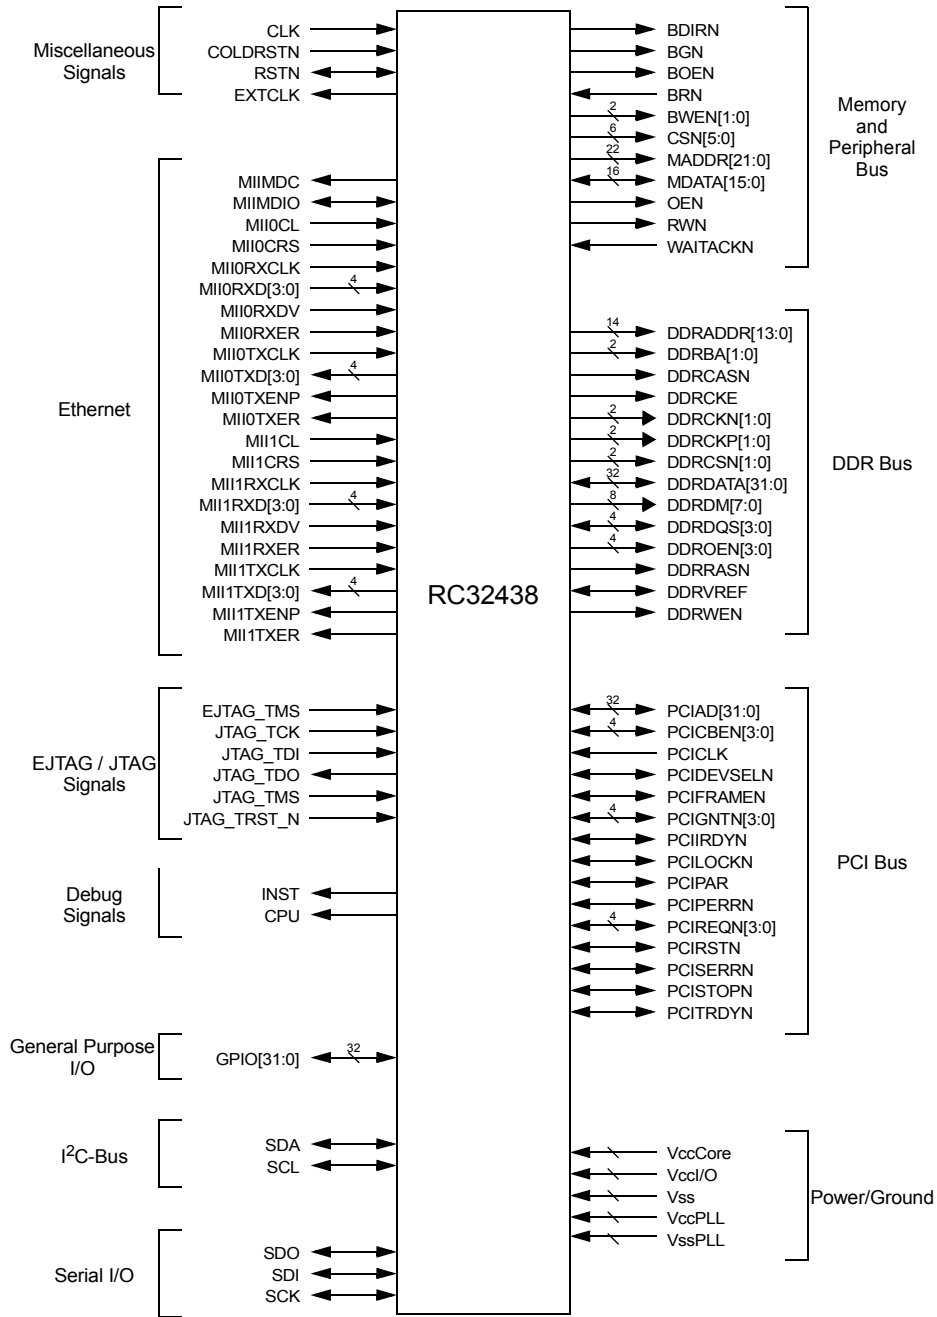 Miscellaneous
Signals
CLK
COLDRSTN
RSTN
EXTCLK
Ethernet
MIIMDC
MIIMDIO
MII0CL
MII0CRS
MII0RXCLK
MII0RXD[3:0] 4
MII0RXDV
MII0RXER
MII0TXCLK
MII0TXD[3:0] 4
MII0TXENP
MII0TXER
MII1CL
MII1CRS
MII1RXCLK
MII1RXD[3:0] 4
MII1RXDV
MII1RXER
MII1TXCLK
MII1TXD[3:0] 4
MII1TXENP
MII1TXER
EJTAG / JTAG
Signals
EJTAG_TMS
JTAG_TCK
JTAG_TDI
JTAG_TDO
JTAG_TMS
JTAG_TRST_N
Debug
Signals
INST
CPU
General Purpose
I/O
GPIO[31:0] 32
I2C-Bus
SDA
SCL
Serial I/O
SDO
SDI
SCK
RC32438
BDIRN
BGN
BOEN
BRN
2 BWEN[1:0]
6 CSN[5:0]
22 MADDR[21:0]
16 MDATA[15:0]
OEN
RWN
WAITACKN
Memory
and
Peripheral
Bus
14 DDRADDR[13:0]
2 DDRBA[1:0]
DDRCASN
DDRCKE
2 DDRCKN[1:0]
2 DDRCKP[1:0]
2 DDRCSN[1:0]
32 DDRDATA[31:0]
8 DDRDM[7:0]
4 DDRDQS[3:0]
4 DDROEN[3:0]
DDRRASN
DDRVREF
DDRWEN
DDR Bus
32 PCIAD[31:0]
4 PCICBEN[3:0]
PCICLK
PCIDEVSELN
PCIFRAMEN
4 PCIGNTN[3:0]
PCIIRDYN
PCILOCKN
PCIPAR
PCIPERRN
4 PCIREQN[3:0]
PCIRSTN
PCISERRN
PCISTOPN
PCITRDYN
PCI Bus
VccCore
VccI/O
Vss
VccPLL
VssPLL
Power/Ground